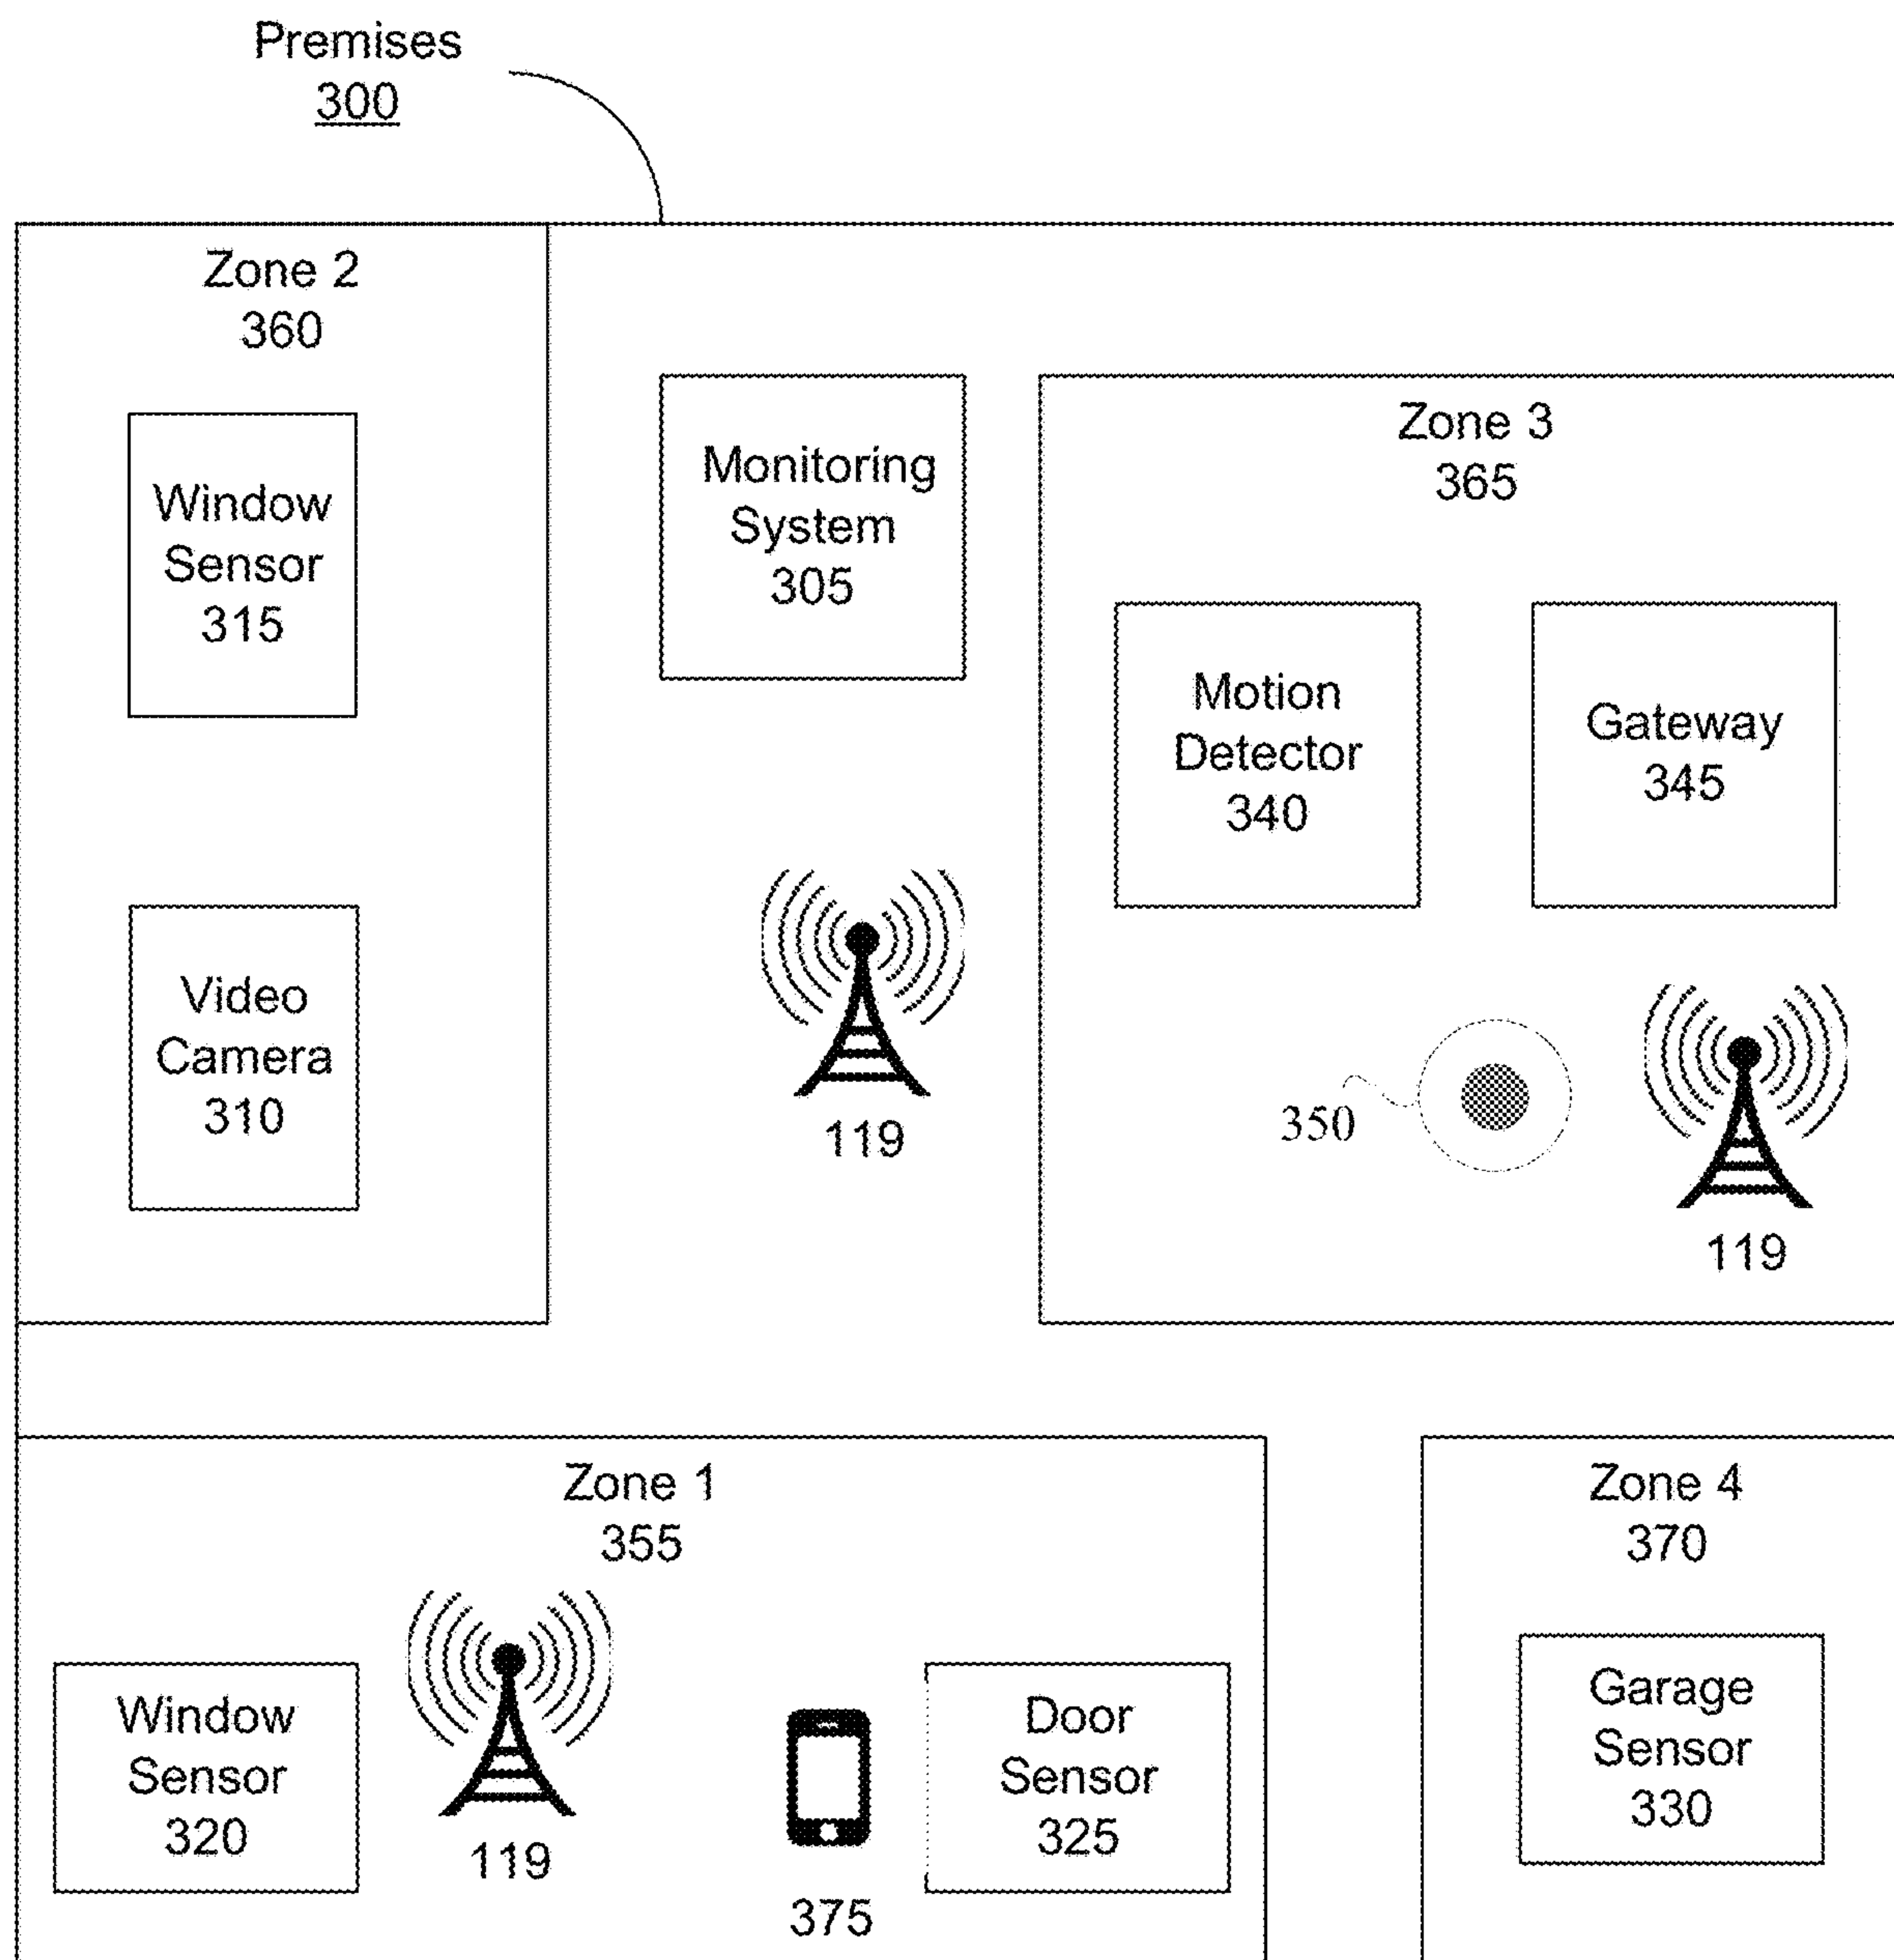 Premises
300
Zone 2
360
Window
Sensor
315
Video
Camera
310
Monitoring
System
305
119
Zone 3
365
Motion
Detector
340
Gateway
345
350
119
Zone 1
355
Window
Sensor
320
119
375
Door
Sensor
325
Zone 4
370
Garage
Sensor
330